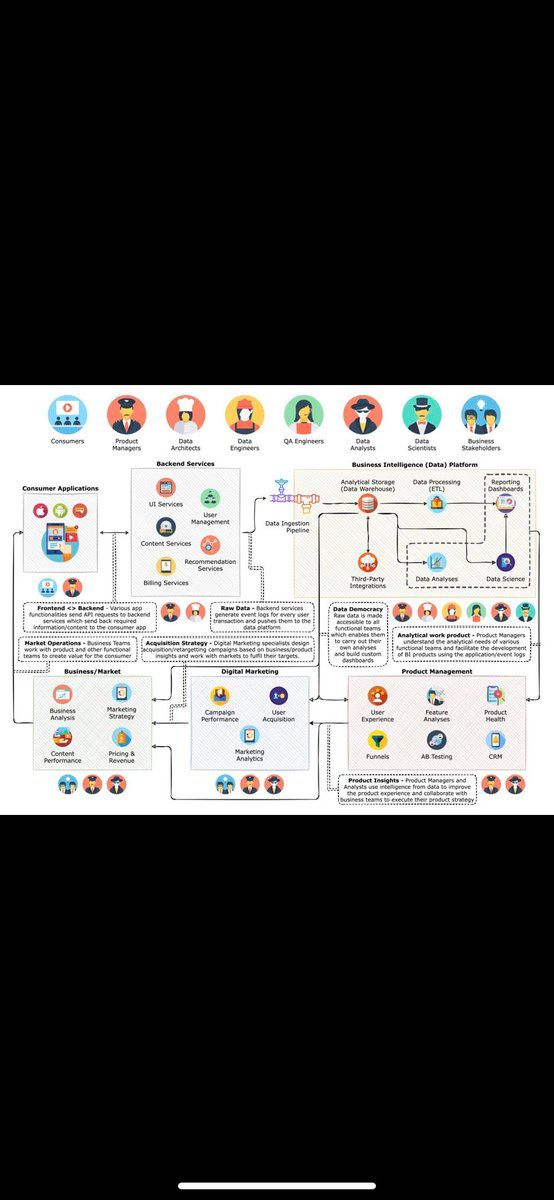 Consumers
Product
Managers
Data
Architects
Data
Engineers
QA Engineers
Data
Analysts
Data
Scientists
Business
Stakeholders
Consumer Applications
Backend Services
UI Services
User
Management
Content Services
Recommendation
Services
Billing Services
Business Intelligence (Data) Platform
Data Ingestion
Pipeline
Analytical Storage
(Data Warehouse)
Data Processing
(ETL)
Reporting
Dashboards
Third-Party
Integrations
Data Analyses
Data Science
Frontend <> Backend - Various app
functionalities send API requests to backend
services which send back required
information/content to the consumer app
Raw Data - Backend services
generate event logs for every user
transaction and pushes them to the
data platform
Data Democracy -
Raw data is made
accessible to all
functional teams
which enables them
to carry out their
own analyses
and build custom
dashboards
Analytical work product - Product Managers
understand the analytical needs of various
functional teams and facilitate the development
of BI products using the application/event logs
Market Operations - Business Teams
work with product and other functional
teams to create value for the consumer
Acquisition Strategy - Digital Marketing specialists design
acquisition/retargetting campaigns based on business/product
insights and work with markets to fulfil their targets.
Business/Market
Business
Analysis
Marketing
Strategy
Content
Performance
Pricing &
Revenue
Digital Marketing
Campaign
Performance
User
Acquisition
Marketing
Analytics
Product Management
User
Experience
Feature
Analyses
Product
Health
Funnels
AB Testing
CRM
Product Insights - Product Managers and
Analysts use intelligence from data to improve
the product experience and collaborate with
business teams to execute their product strategy